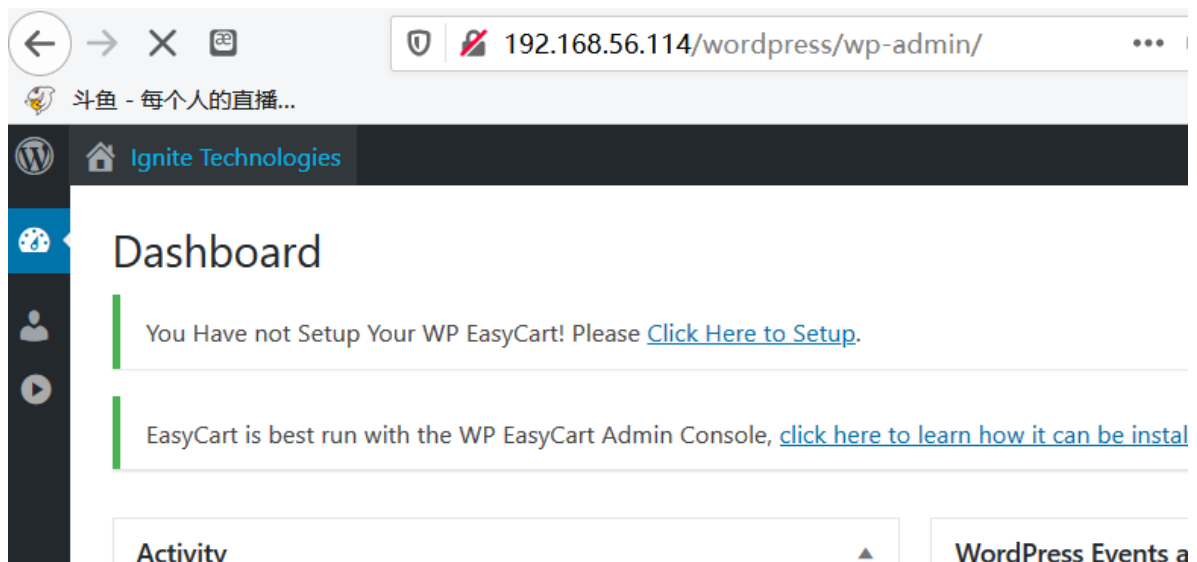 192.168.56.114/wordpress/wp-admin/
斗鱼 - 每个人的直播...
Ignite Technologies
Dashboard
You Have not Setup Your WP EasyCart! Please Click Here to Setup.
EasyCart is best run with the WP EasyCart Admin Console, click here to learn how it can be instal
Activity
WordPress Events a